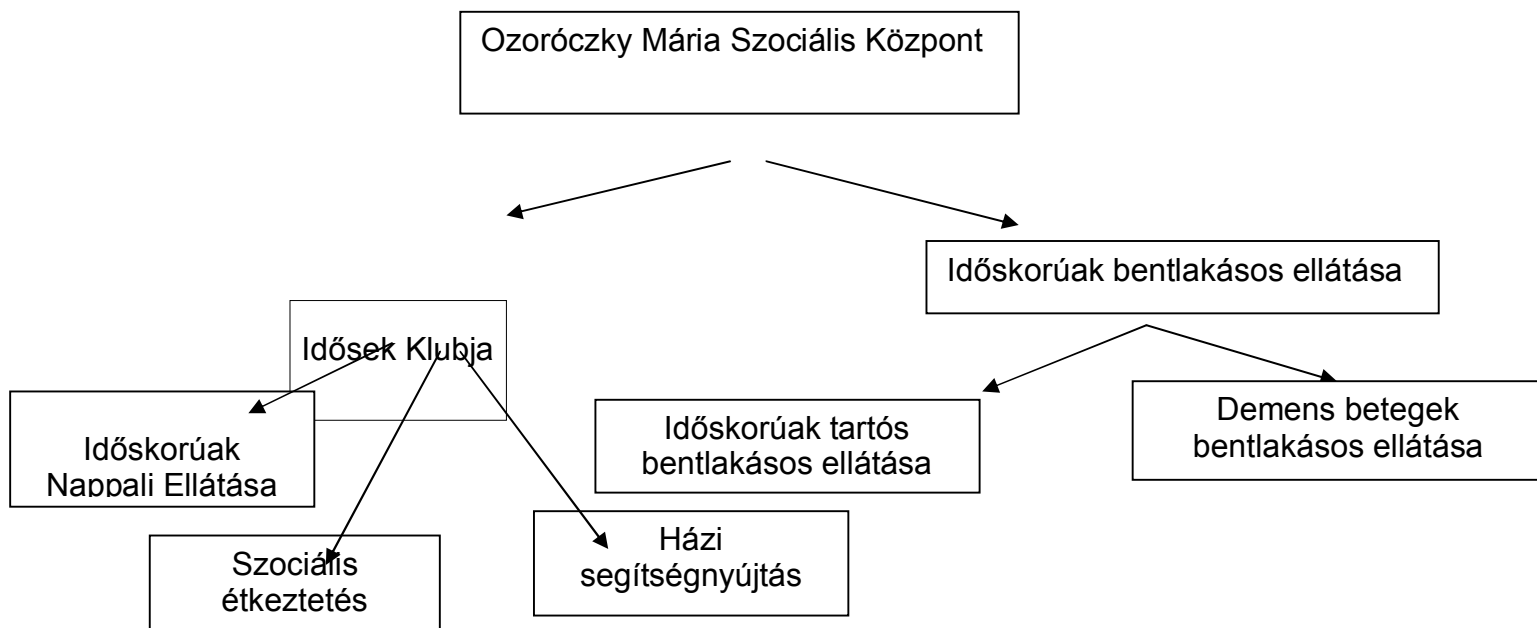 Ozoróczky Mária Szociális Központ
Időskorúak bentlakásos ellátása
Idősek Klubja
Időskorúak
Nappali Ellátása
Időskorúak tartós
bentlakásos ellátása
Demens betegek
bentlakásos ellátása
Szociális
étkeztetés
Házi
segítségnyújtás